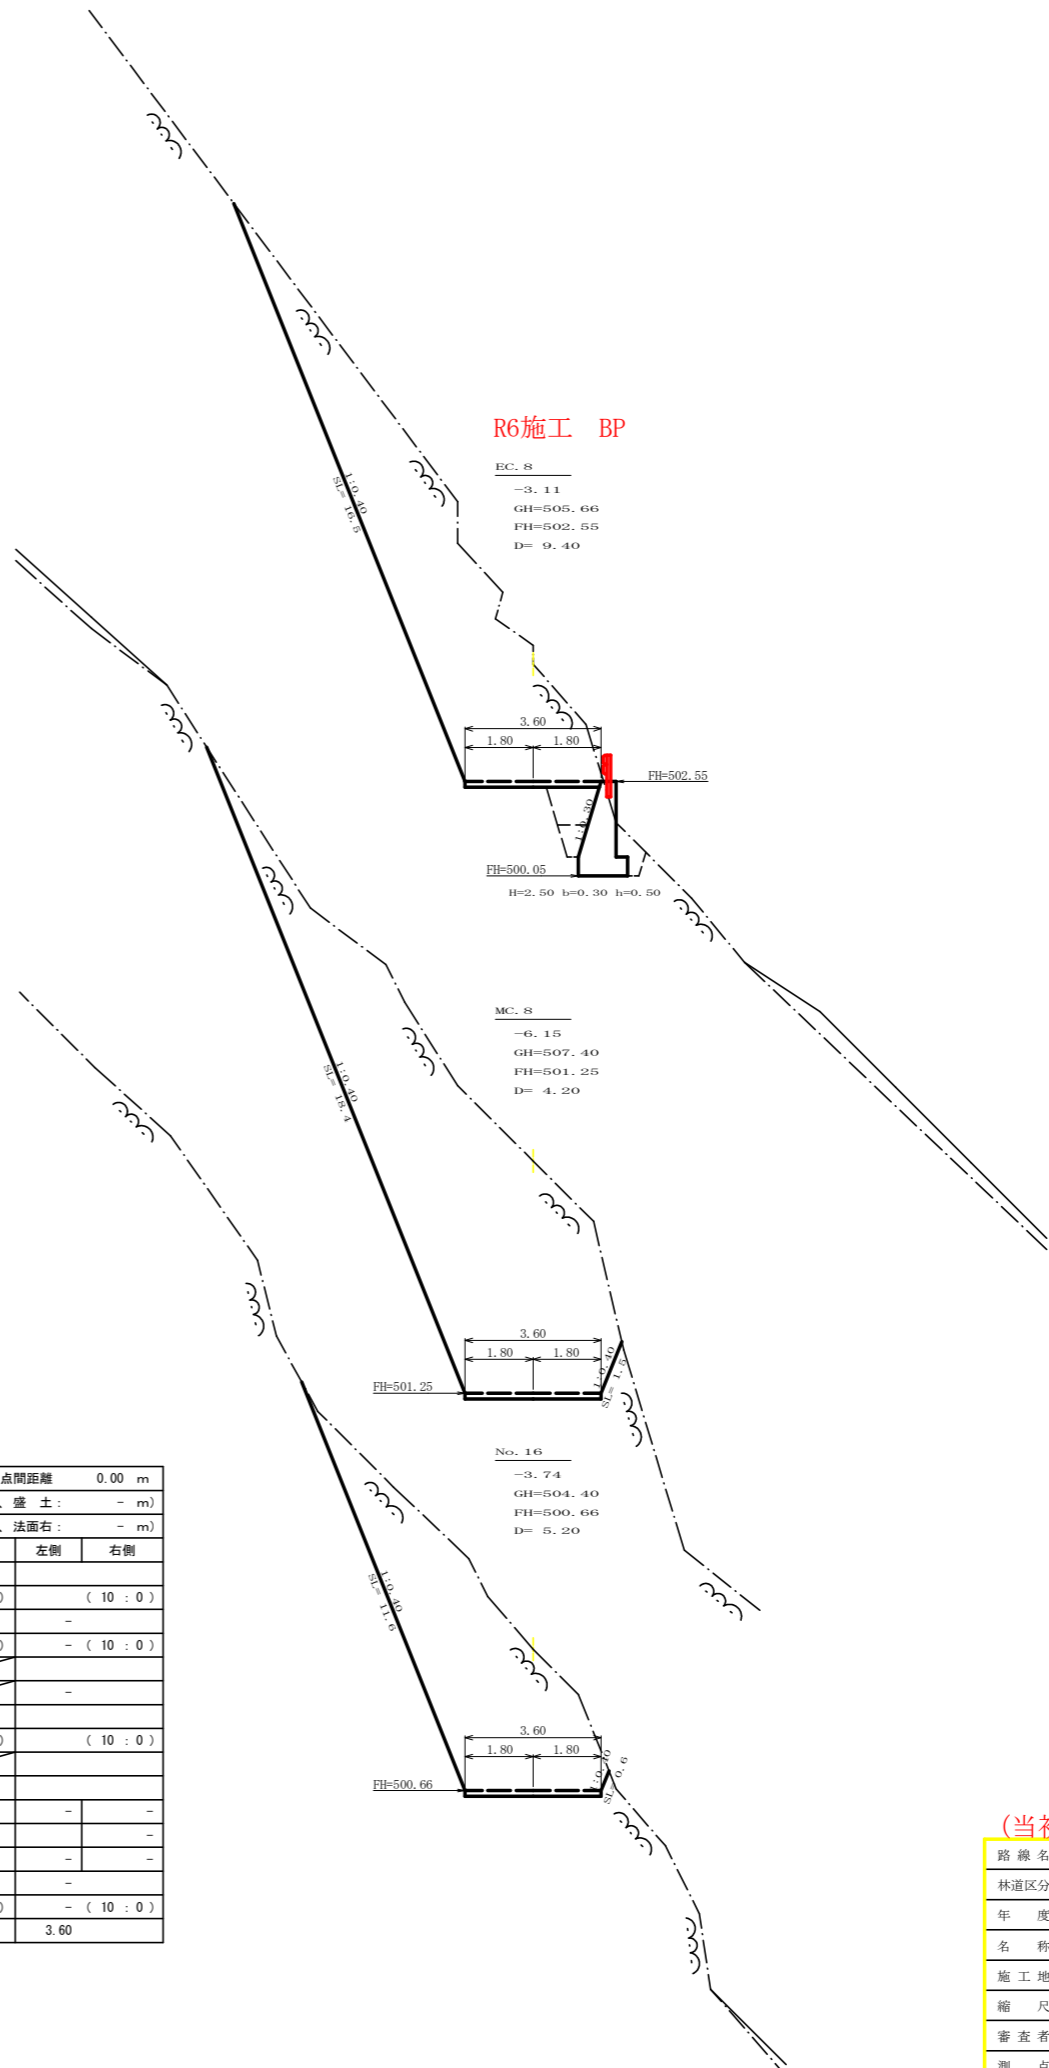 R6施工　BP
EC. 8
-3. 11
GH=505. 66
FH=502. 55
D= 9. 40
1:0.40
SL= 16.5
3.60
1.80
1.80
FH=502.55
1:0.30
FH=500.05
H=2.50 b=0.30 h=0.50
MC. 8
-6. 15
GH=507. 40
FH=501. 25
D= 4. 20
1:0.40
SL= 18.4
3.60
1.80
1.80
FH=501.25
1:0.40
SL= 1.5
No. 16
-3. 74
GH=504. 40
FH=500. 66
D= 5. 20
1:0.40
SL= 11.6
3.60
1.80
1.80
FH=500.66
1:0.40
SL= 0.6
点間距離　0.00 m
盛 土 :　- m)
法面右 :　- m)
左側　右側
( 10 : 0 )
-
- ( 10 : 0 )
-
( 10 : 0 )
-　-
-
-　-
-
- ( 10 : 0 )
3.60
(当
路 線 名
林道区分
年　度
名　称
施 工 地
縮　尺
審 査 者
測　点